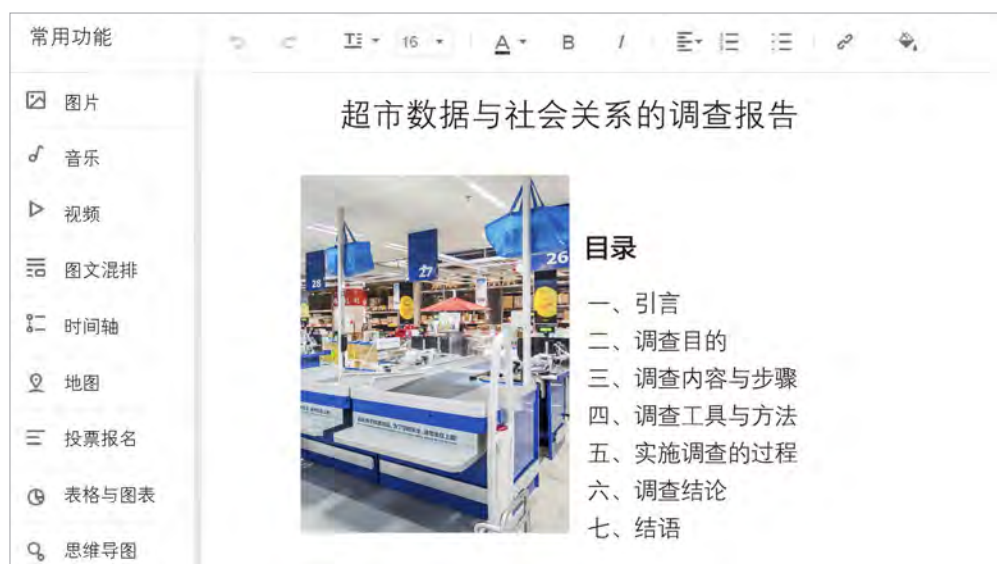 常用功能
16
A
B
I
图片
音乐
视频
图文混排
时间轴
地图
投票报名
表格与图表
思维导图
超市数据与社会关系的调查报告
28
27
26
目录
一、引言
二、调查目的
三、调查内容与步骤
四、调查工具与方法
五、实施调查的过程
六、调查结论
七、结语